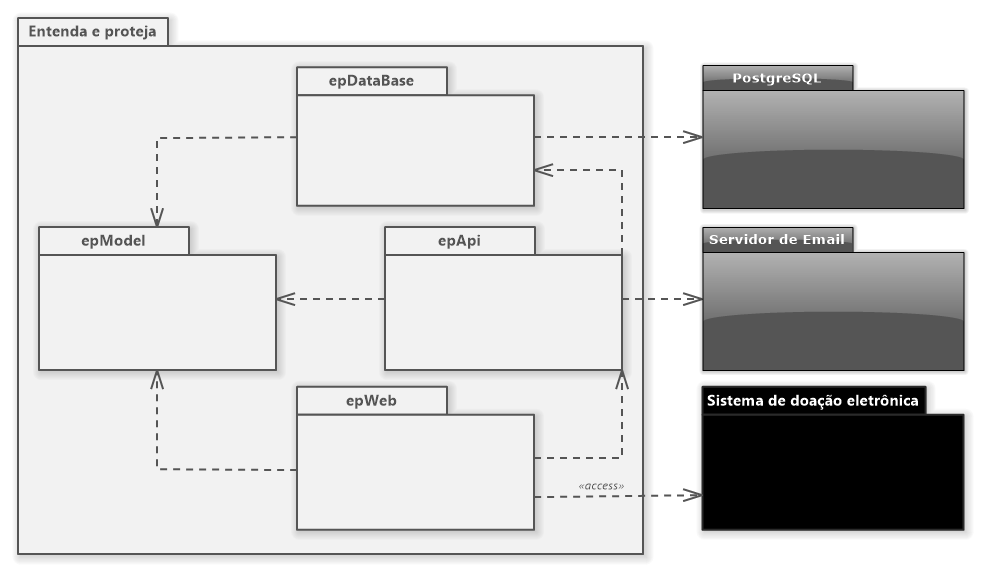 Entenda e proteja
epDataBase
PostgreSQL
epModel
epApi
Servidor de Email
epWeb
Sistema de doação eletrônica
«access»